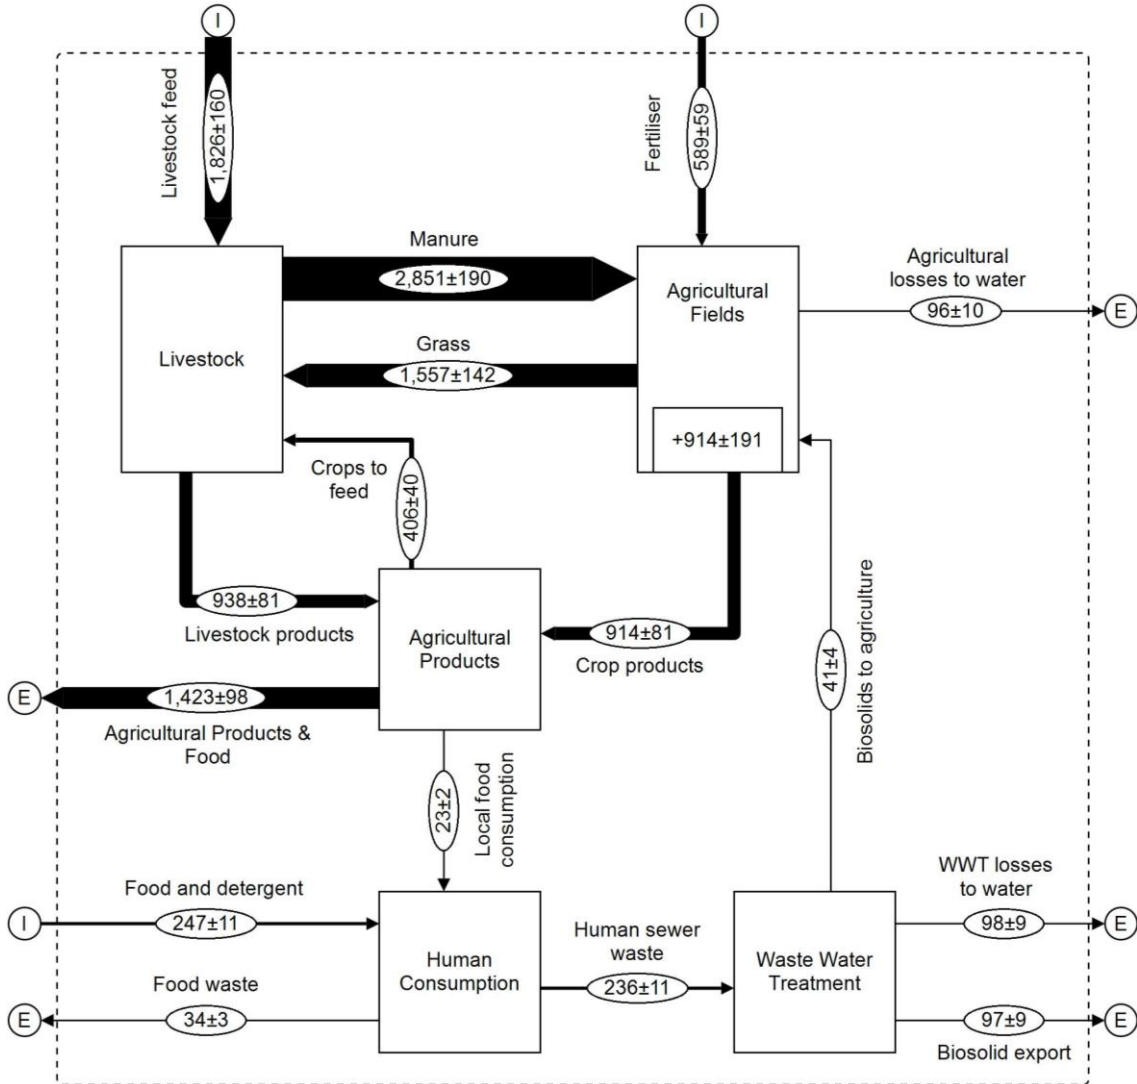 I
I
Livestock feed
1,826±160
Fertiliser
589±59
Manure
2,851±190
Livestock
Agricultural
Fields
+914±191
Agricultural
losses to water
96±10
E
Grass
1,557±142
Crops to
feed
406±40
938±81
Livestock products
Agricultural
Products
914±81
Crop products
41±4
Biosolids to agriculture
E
1,423±98
Agricultural Products &
Food
23±2
Local food
consumption
Food and detergent
I
247±11
Food waste
E
34±3
Human
Consumption
Human sewer
waste
236±11
Waste Water
Treatment
WWT losses
to water
98±9
E
97±9
E
Biosolid export